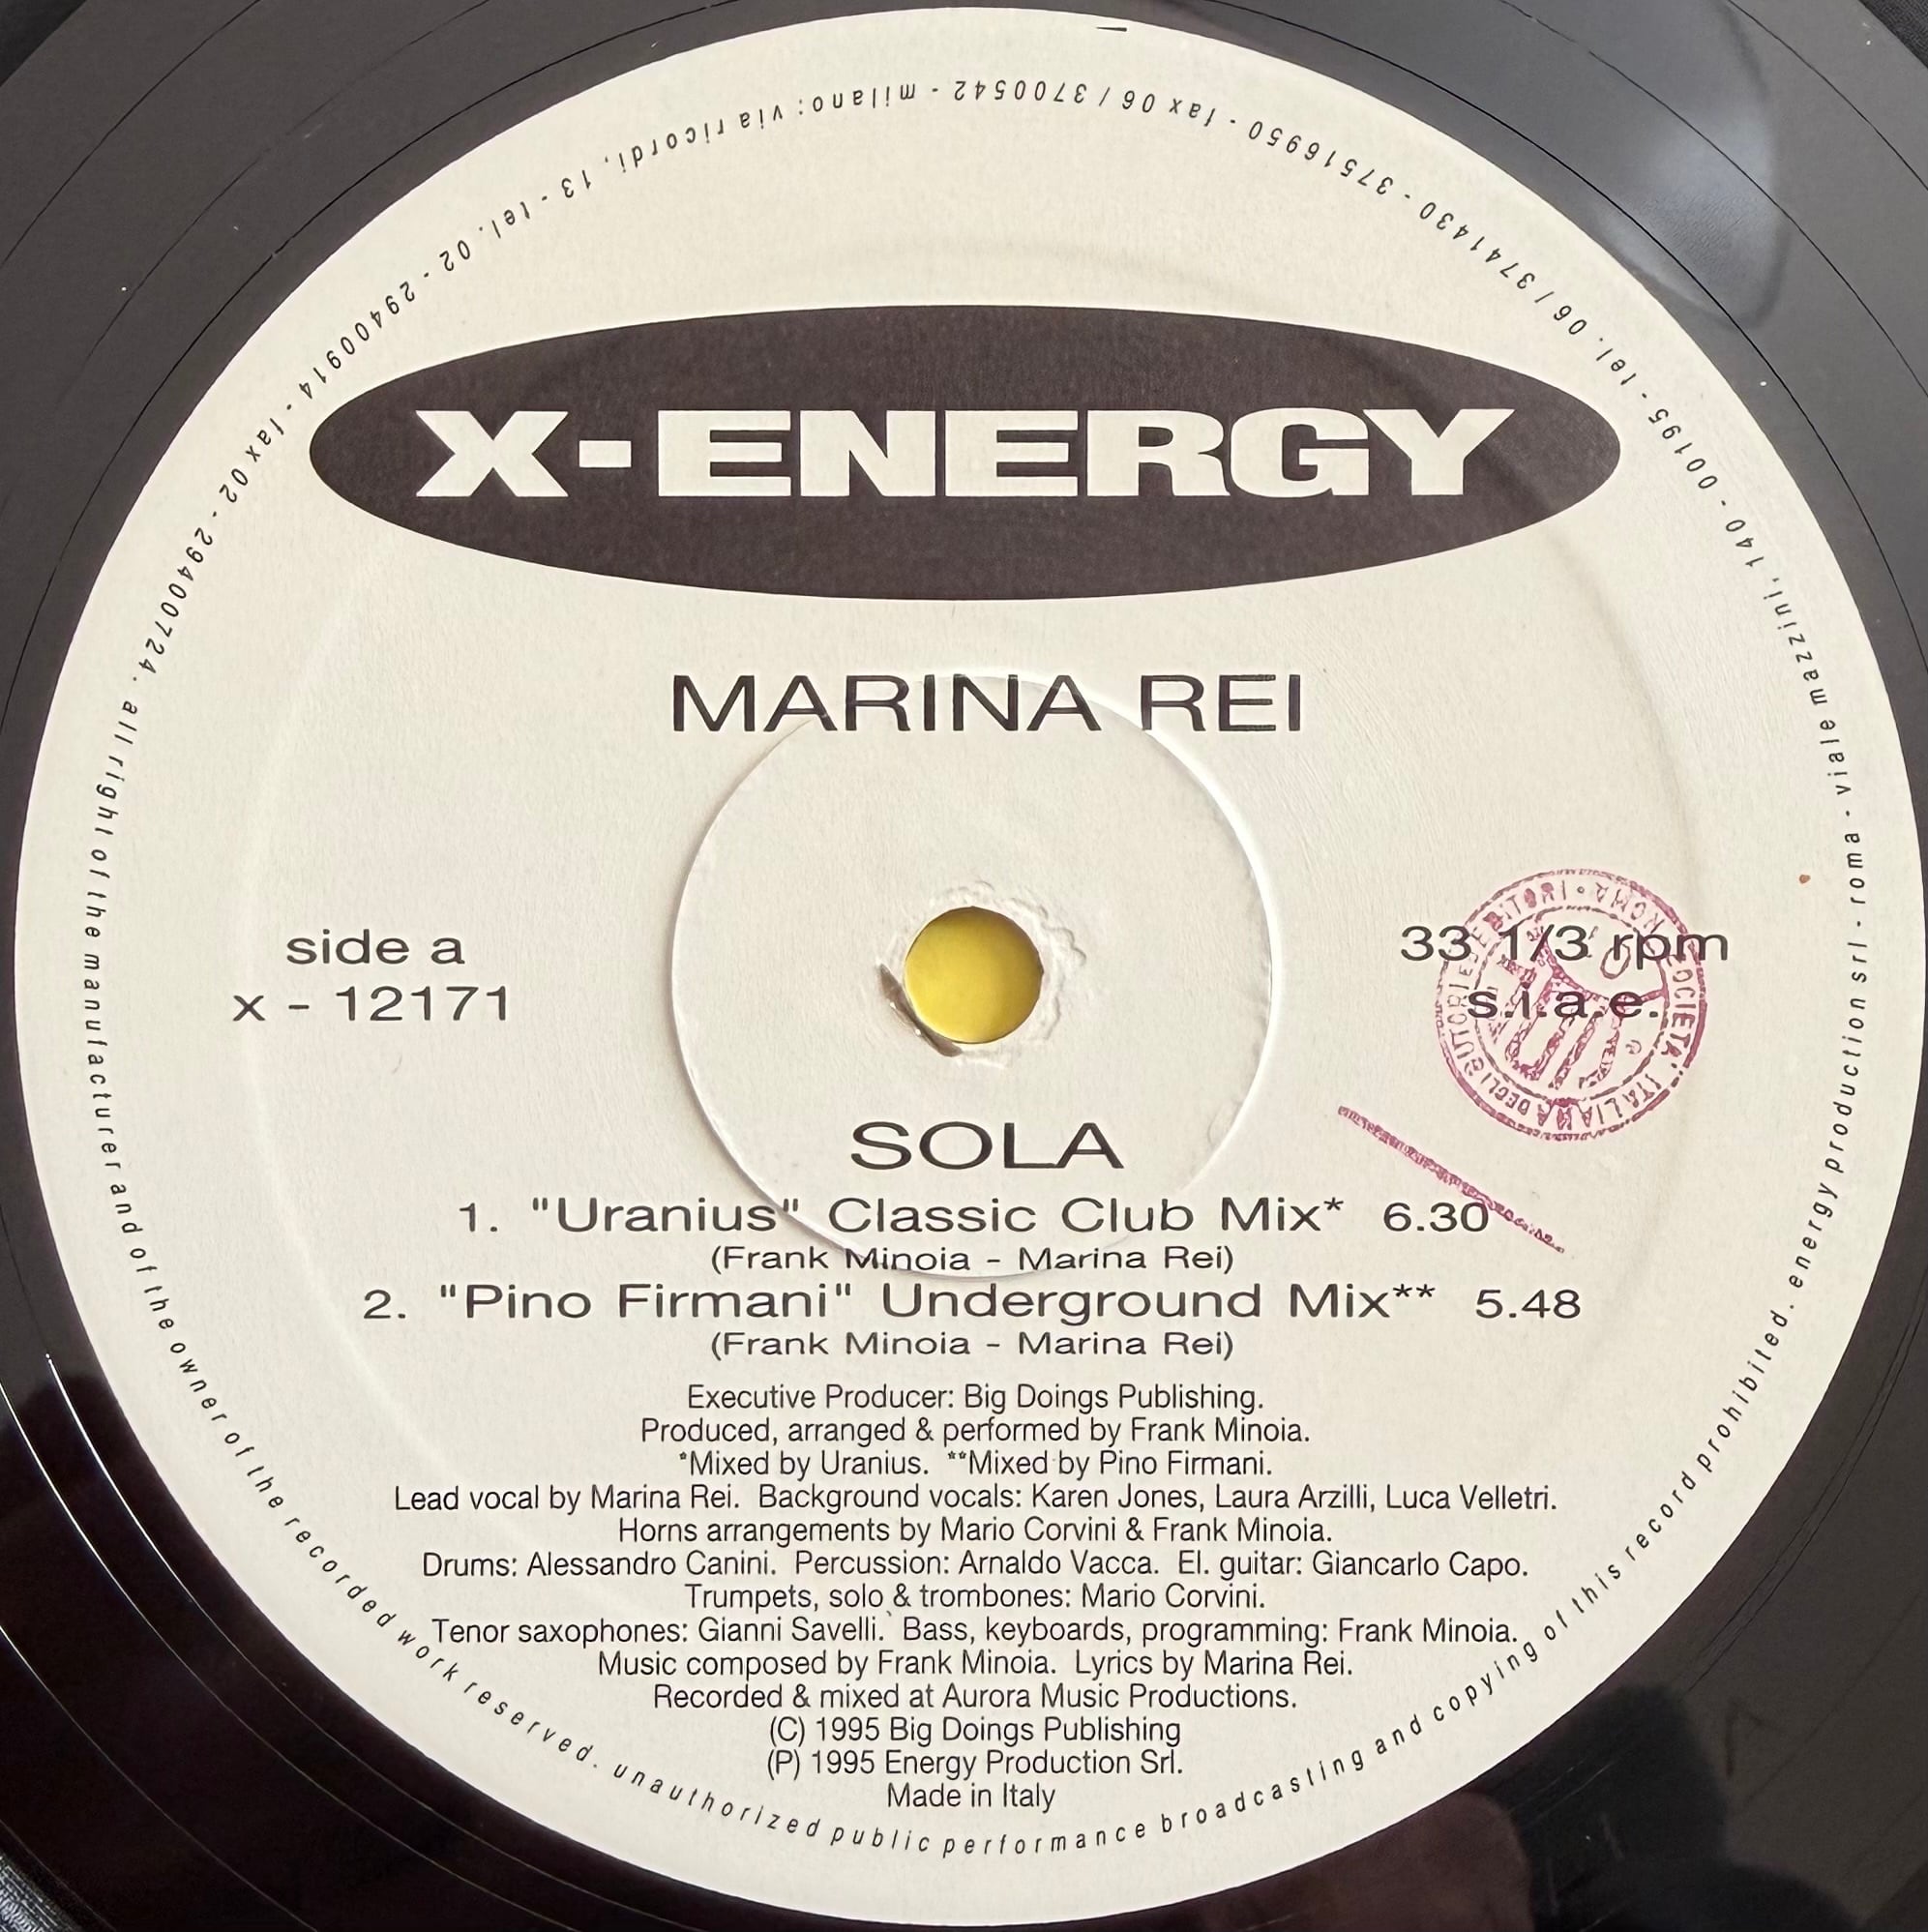 X-ENERGY
MARINA REI
side a
x - 12171
33 1/3 rpm
s.i.a.e.
SOLA
1. "Uranius" Classic Club Mix* 6.30
(Frank Minoia - Marina Rei)
2. "Pino Firmani" Underground Mix** 5.48
(Frank Minoia - Marina Rei)
Executive Producer: Big Doings Publishing.
Produced, arranged & performed by Frank Minoia.
*Mixed by Uranius. **Mixed by Pino Firmani.
Lead vocal by Marina Rei. Background vocals: Karen Jones, Laura Arzilli, Luca Velletri.
Horns arrangements by Mario Corvini & Frank Minoia.
Drums: Alessandro Canini. Percussion: Arnaldo Vacca. El. guitar: Giancarlo Capo.
Trumpets, solo & trombones: Mario Corvini.
Tenor saxophones: Gianni Savelli. Bass, keyboards, programming: Frank Minoia.
Music composed by Frank Minoia. Lyrics by Marina Rei.
Recorded & mixed at Aurora Music Productions.
(C) 1995 Big Doings Publishing
(P) 1995 Energy Production Srl.
Made in Italy
all right of the manufacturer and of the owner of the recorded work reserved. unauthorized public performance broadcasting and copying of this record prohibited. energy production srl - roma - viale mazzini, 140 - 00195 - tel. 06 / 3741430 - 37516950 - fax 06 / 3700542 - milano: via ricordi, 13 - tel. 02 - 29400914 - fax 02 - 29400724.
SOCIETA' ITALIANA DEGLI AUTORI ED EDITORI • ROMA